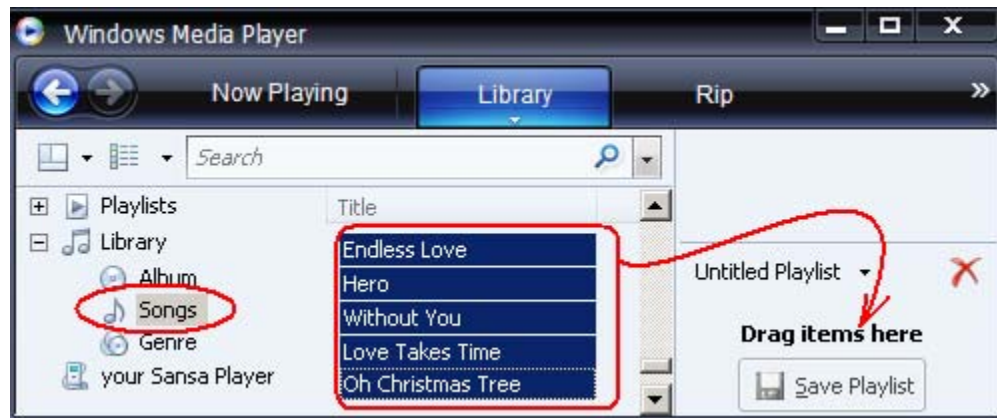 Windows Media Player
Now Playing Library Rip »
Search
Playlists
Library
Album
Songs
Genre
your Sansa Player
Title
Endless Love
Hero
Without You
Love Takes Time
Oh Christmas Tree
Untitled Playlist
Drag items here
Save Playlist